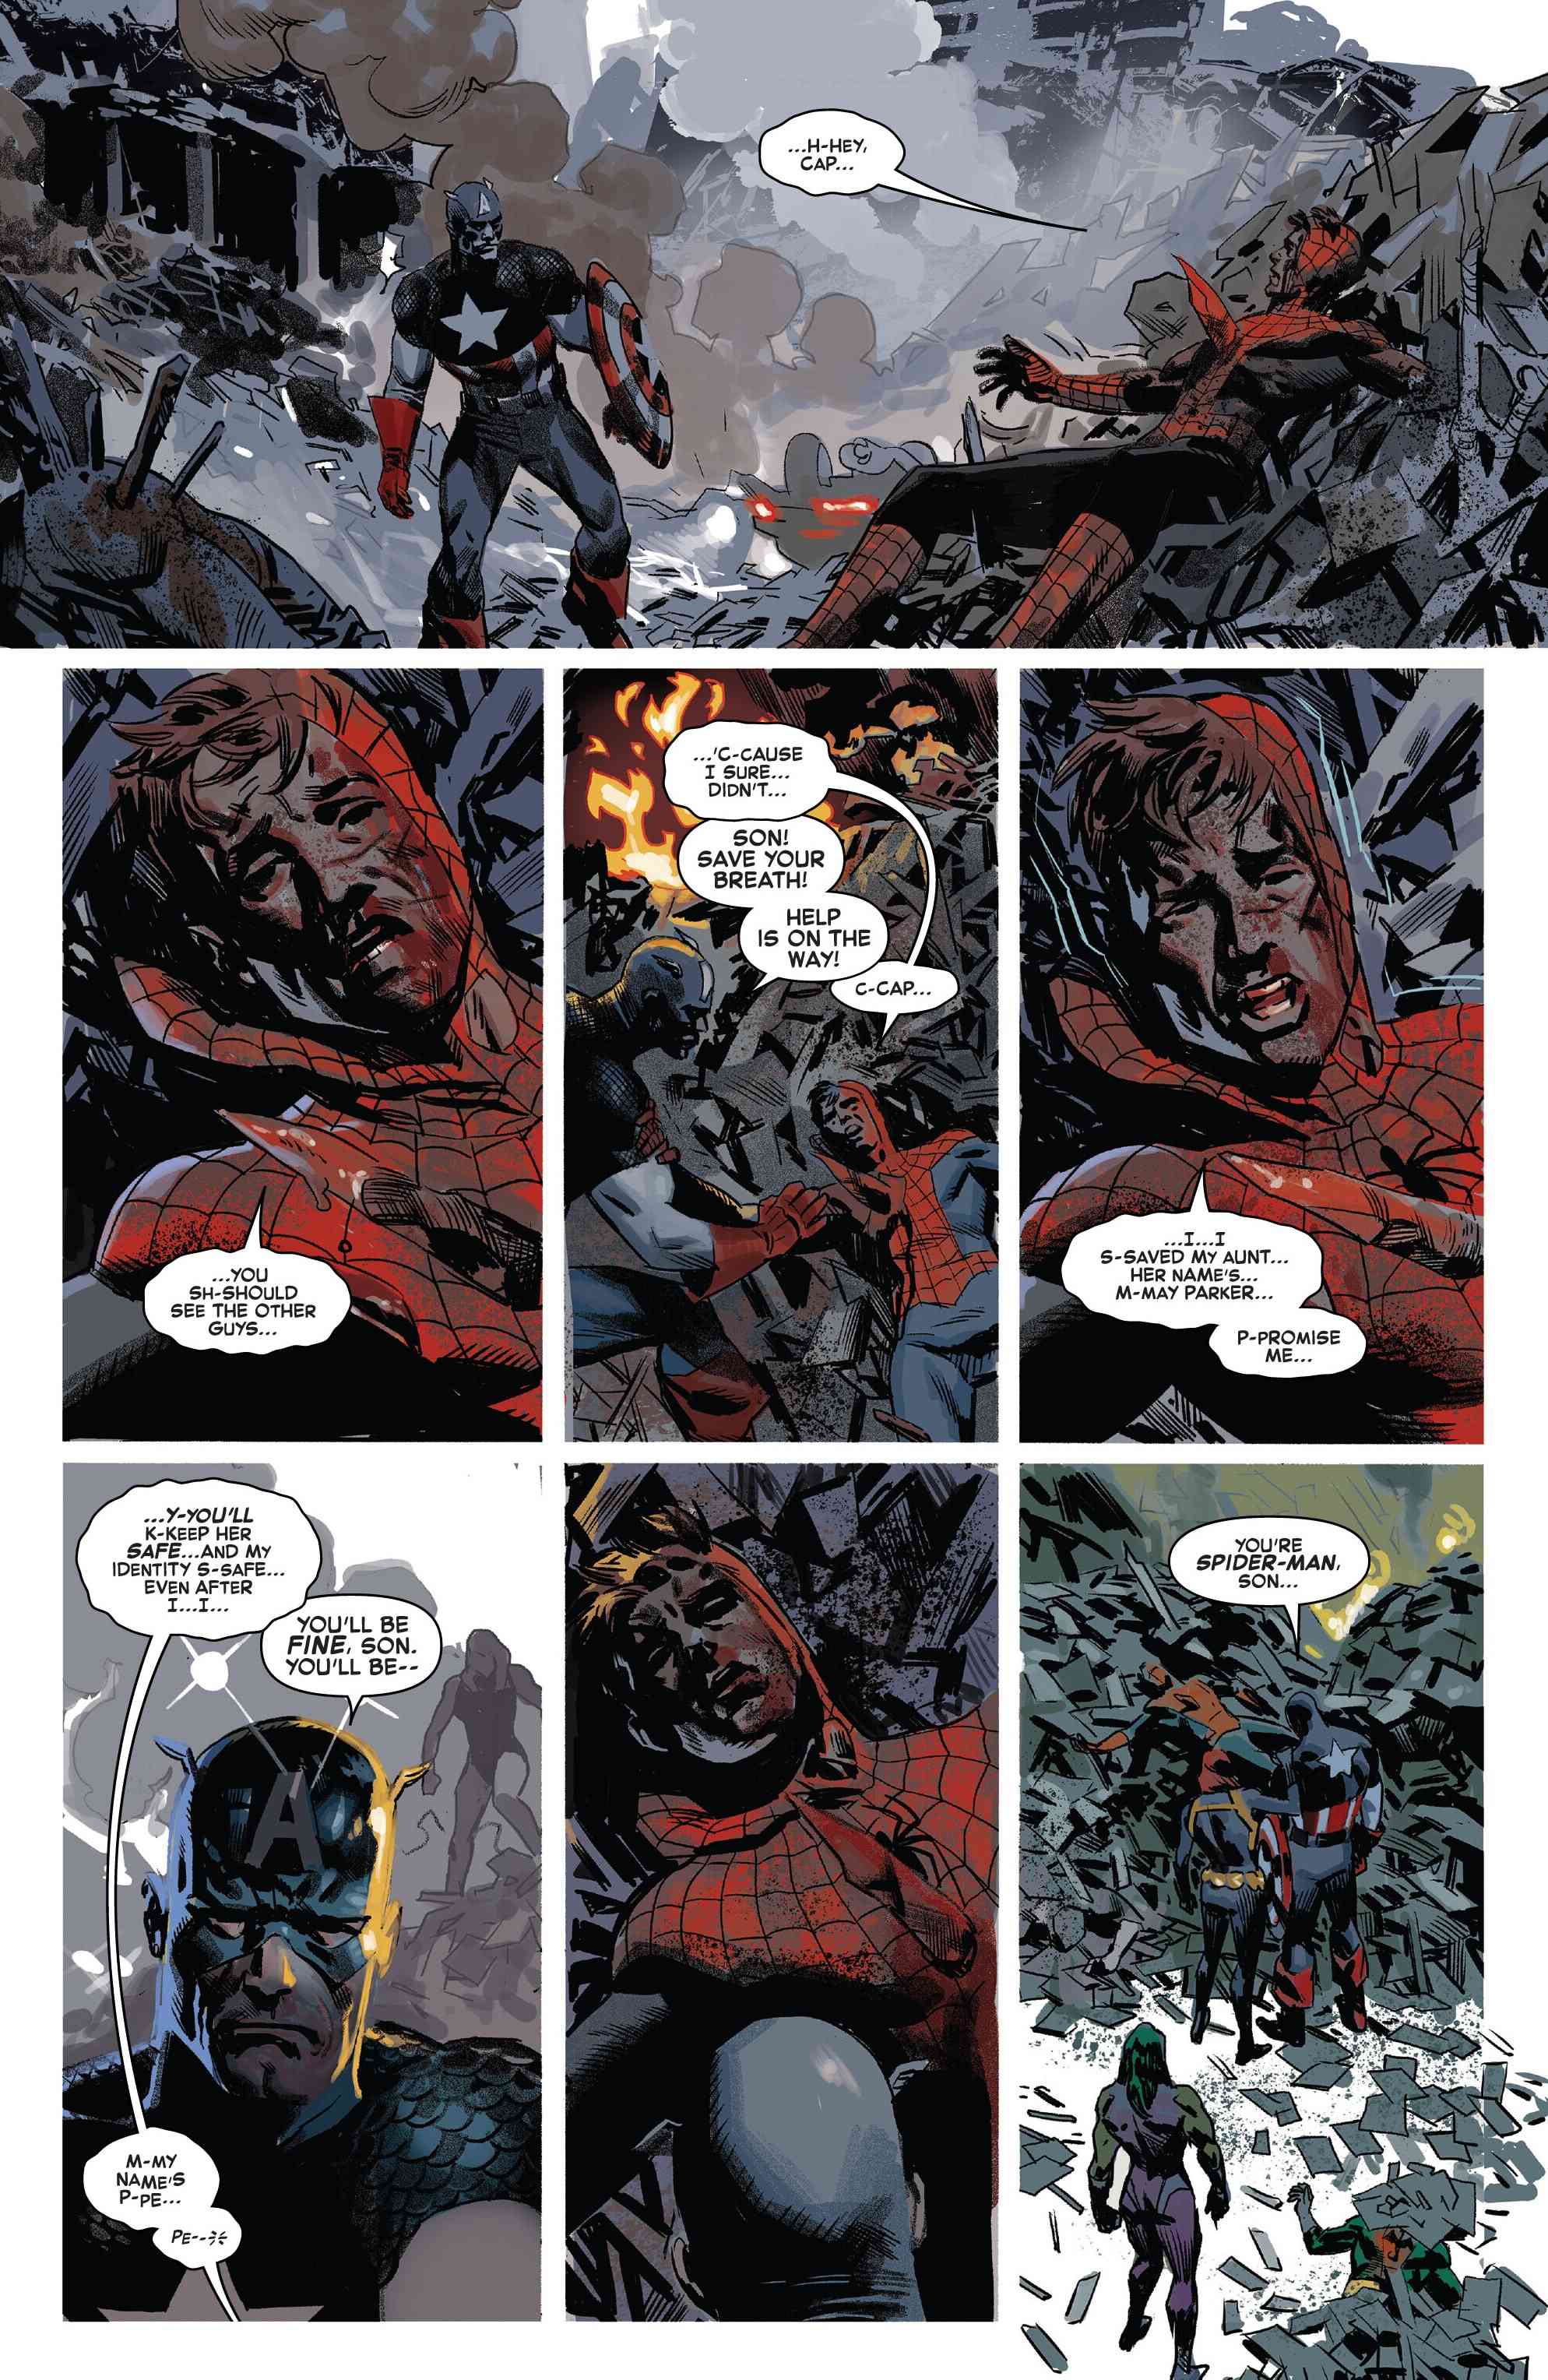 ...H-HEY,
CAP...
...YOU
SH-SHOULD
SEE THE OTHER
GUYS...
...'C-CAUSE
I SURE...
DIDN'T...
SON!
SAVE YOUR
BREATH!
HELP
IS ON THE
WAY!
C-CAP...
...I...I
S-SAVED MY AUNT...
HER NAME'S...
M-MAY PARKER...
P-PROMISE
ME...
...Y-YOU'LL
K-KEEP HER
SAFE...AND MY
IDENTITY S-SAFE...
EVEN AFTER
I...I...
YOU'LL BE
FINE, SON.
YOU'LL BE--
A
M-MY
NAME'S
P-PE...
PE--
YOU'RE
SPIDER-MAN,
SON...